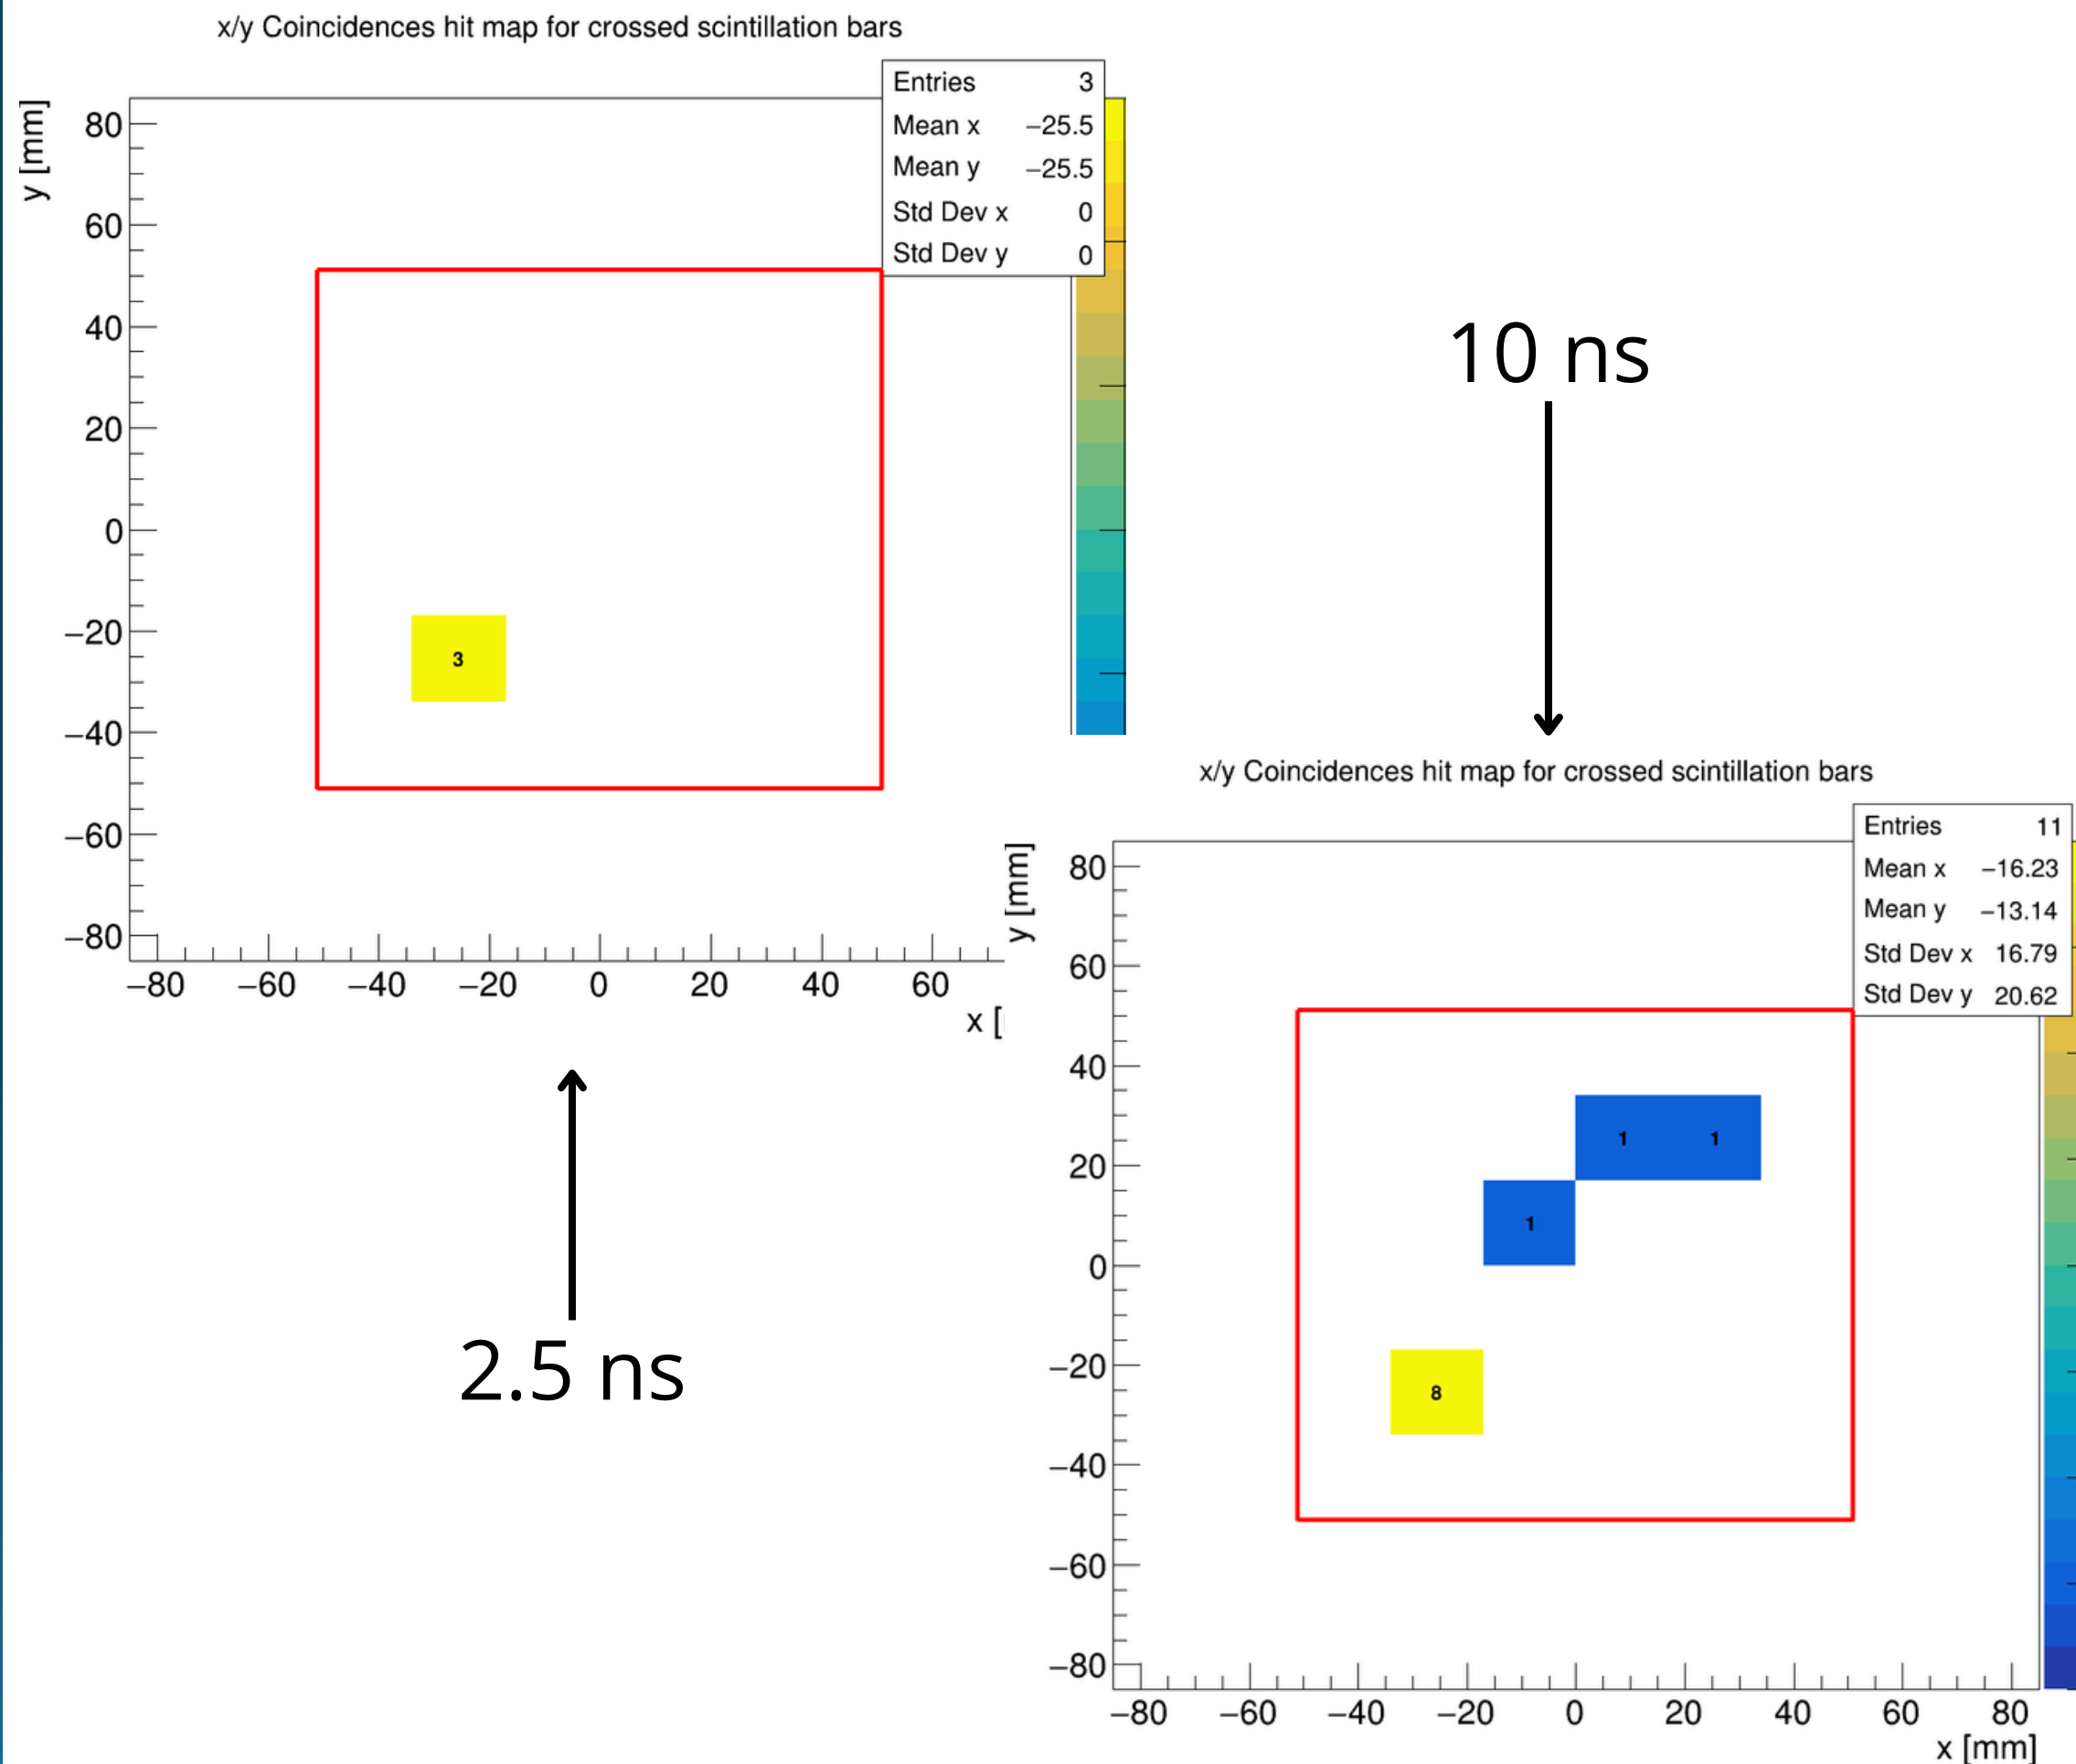 x/y Coincidences hit map for crossed scintillation bars
Entries 3
Mean x −25.5
Mean y −25.5
Std Dev x 0
Std Dev y 0
y [mm]
80
60
40
20
0
−20
−40
−60
−80
3
−80 −60 −40 −20 0 20 40 60
x [
2.5 ns
10 ns
x/y Coincidences hit map for crossed scintillation bars
Entries 11
Mean x −16.23
Mean y −13.14
Std Dev x 16.79
Std Dev y 20.62
y [mm]
80
60
40
20
0
−20
−40
−60
−80
1 1
1
8
−80 −60 −40 −20 0 20 40 60 80
x [mm]